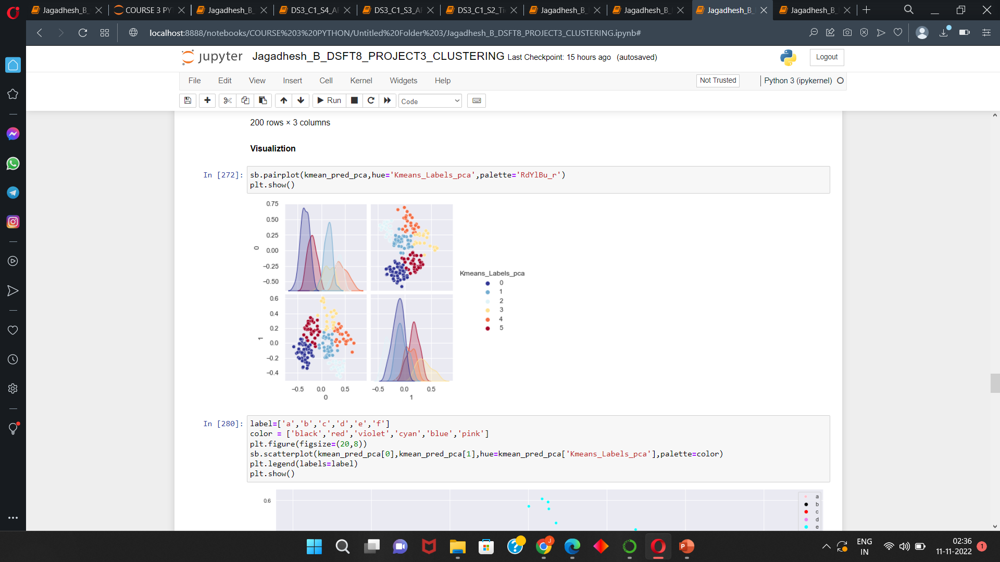 Jagadhesh_B_
COURSE 3 PY
Jagadhesh_B_
DS3_C1_S4_A
DS3_C1_S3_A
DS3_C1_S2_Ti
Jagadhesh_B_
Jagadhesh_B_
Jagadhesh_B_
Jagadhesh_B_
localhost:8888/notebooks/COURSE%203%20PYTHON/Untitled%20Folder%203/Jagadhesh_B_DSFT8_PROJECT3_CLUSTERING.ipynb#
jupyter Jagadhesh_B_DSFT8_PROJECT3_CLUSTERING Last Checkpoint: 15 hours ago (autosaved)
Logout
File Edit View Insert Cell Kernel Widgets Help
Not Trusted
Python 3 (ipykernel)
Run
Code
200 rows × 3 columns
Visualiztion
In [272]: sb.pairplot(kmean_pred_pca,hue='Kmeans_Labels_pca',palette='RdYlBu_r')
plt.show()
0.75
0.50
0.25
0.00
−0.25
−0.50
0
0.6
0.4
0.2
0.0
−0.2
−0.4
1
−0.5 0.0 0.5
0
−0.5 0.0 0.5
1
Kmeans_Labels_pca
0
1
2
3
4
5
In [280]: label=['a','b','c','d','e','f']
color = ['black','red','violet','cyan','blue','pink']
plt.figure(figsize=(20,8))
sb.scatterplot(kmean_pred_pca[0],kmean_pred_pca[1],hue=kmean_pred_pca['Kmeans_Labels_pca'],palette=color)
plt.legend(labels=label)
plt.show()
0.6
a
b
c
d
e
J
P
ENG
IN
02:36
11-11-2022
1